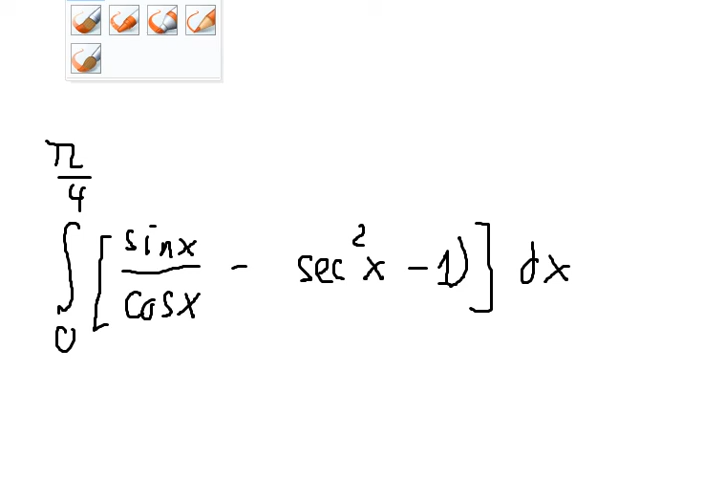 ∫₀^{π/4} [ sinx/cosx - sec²x - 1) ] dx